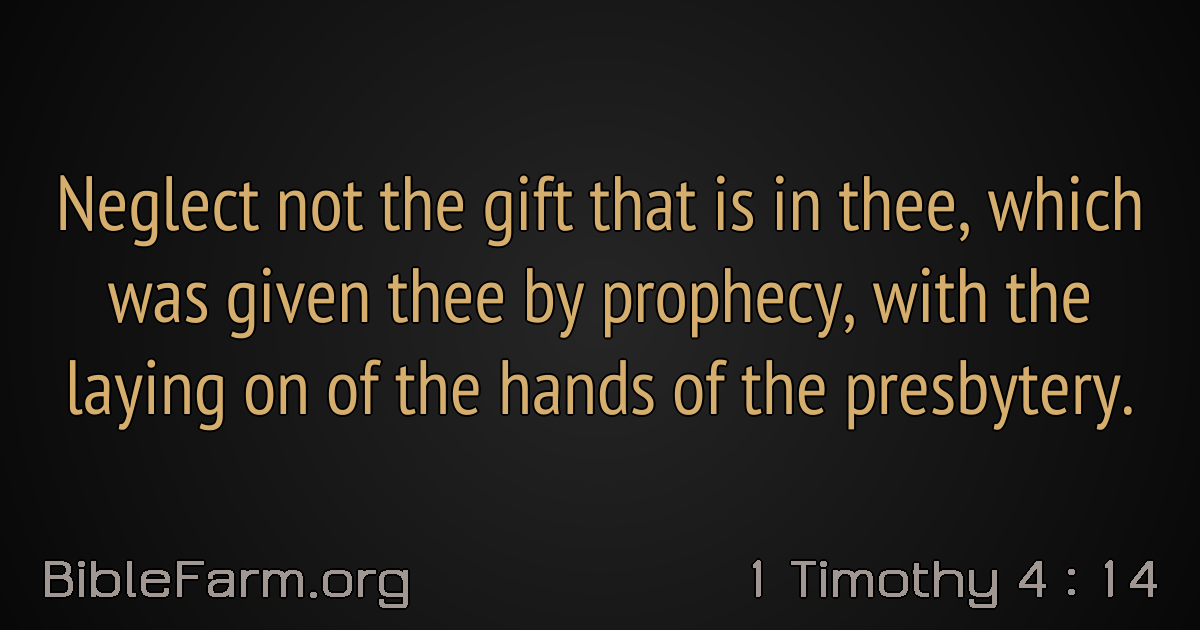 Neglect not the gift that is in thee, which
was given thee by prophecy, with the
laying on of the hands of the presbytery.
BibleFarm.org
1 Timothy 4 : 14